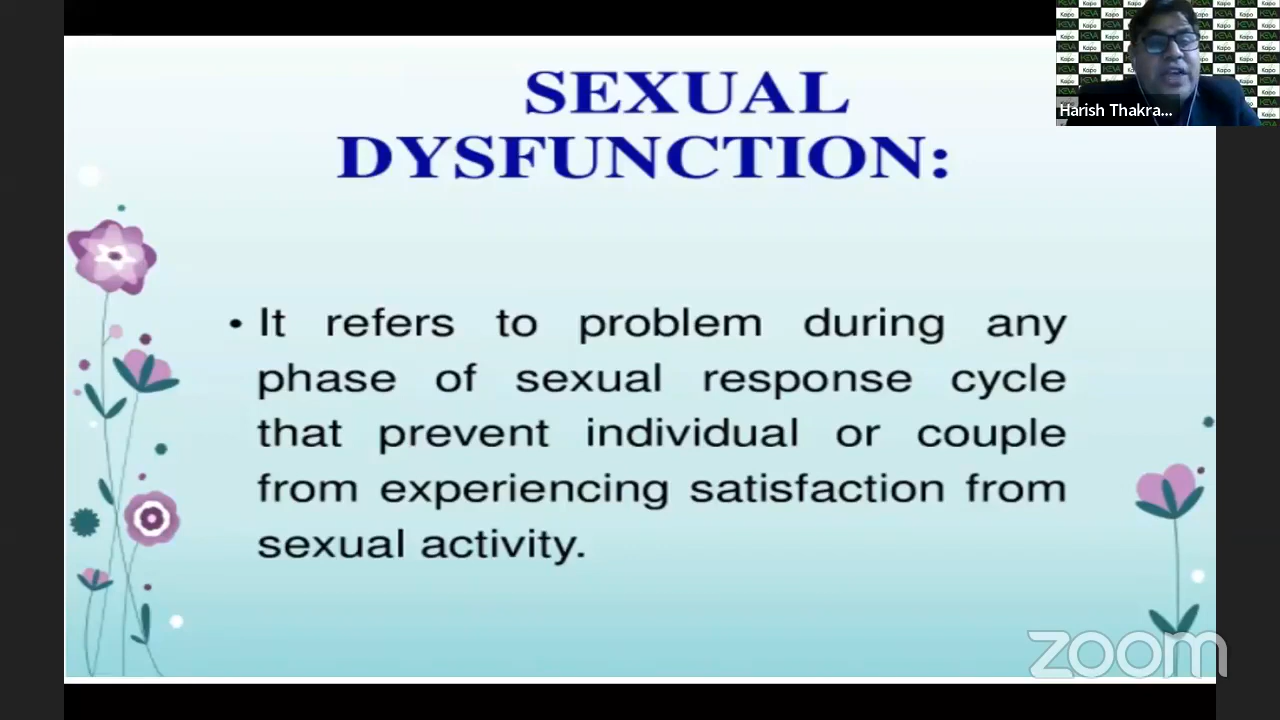 SEXUAL
DYSFUNCTION:
• It refers to problem during any
phase of sexual response cycle
that prevent individual or couple
from experiencing satisfaction from
sexual activity.
Harish Thakra...
zoom